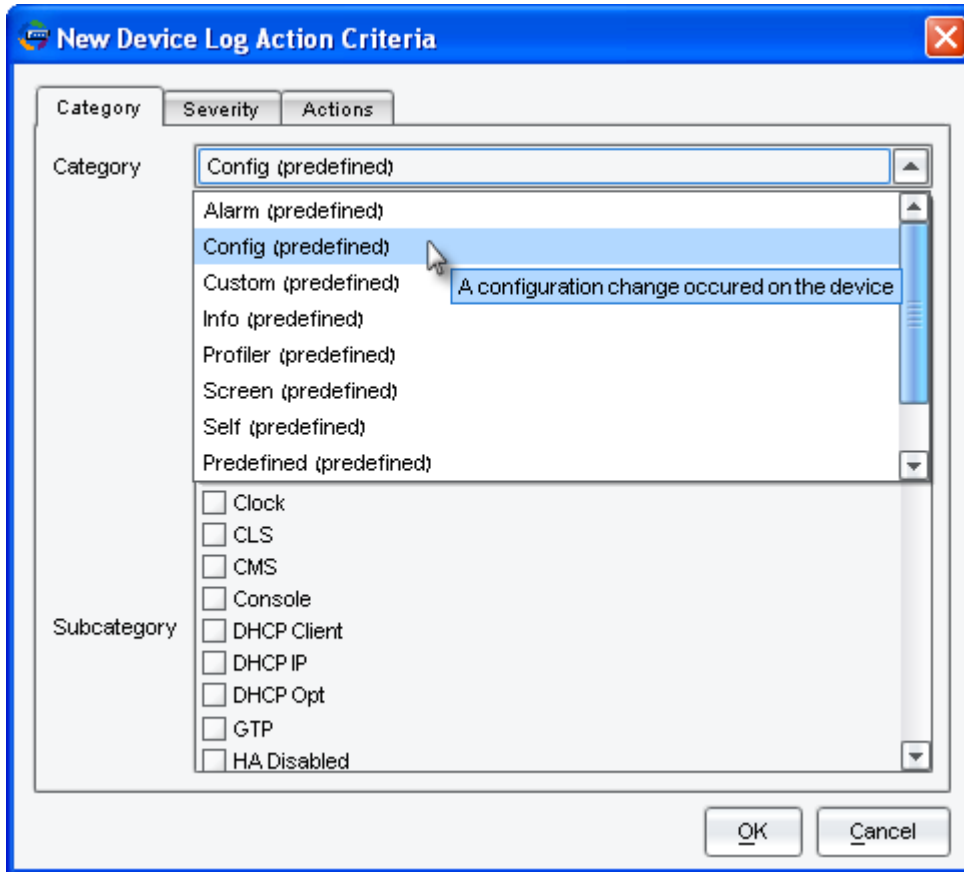 New Device Log Action Criteria
Category Severity Actions
Category Config (predefined)
Alarm (predefined)
Config (predefined)
A configuration change occured on the device
Custom (predefined)
Info (predefined)
Profiler (predefined)
Screen (predefined)
Self (predefined)
Predefined (predefined)
Clock
CLS
CMS
Console
Subcategory DHCP Client
DHCP IP
DHCP Opt
GTP
HA Disabled
OK Cancel